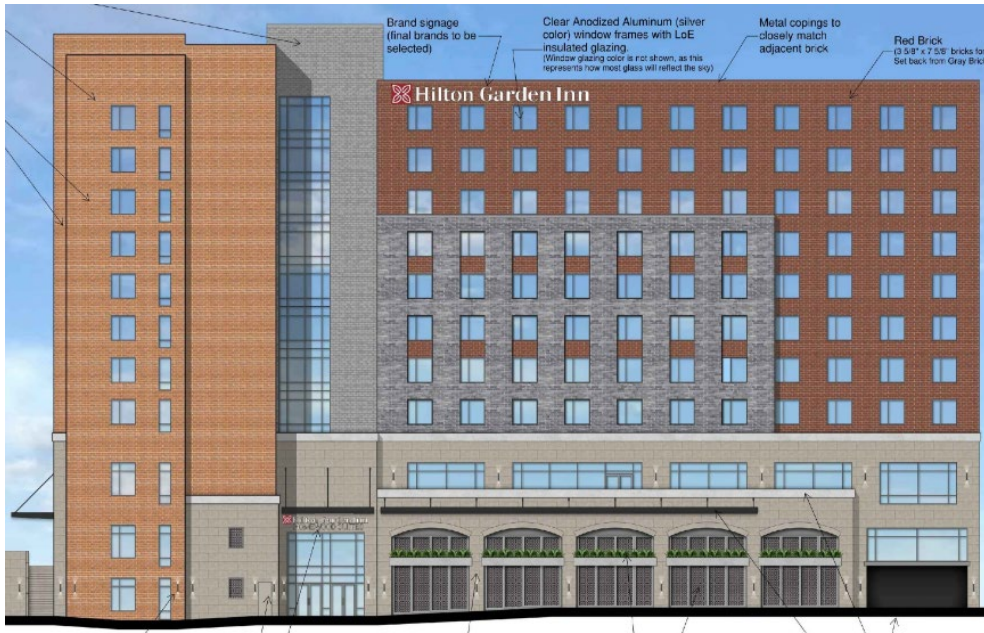 Brand signage
(final brands to be
selected)
Clear Anodized Aluminum (silver
color) window frames with LoE
insulated glazing.
(Window glazing color is not shown, as this
represents how most glass will reflect the sky)
Metal copings to
closely match
adjacent brick
Red Brick
(3 5/8" x 7 5/8" bricks for
Set back from Gray Brick
Hilton Garden Inn